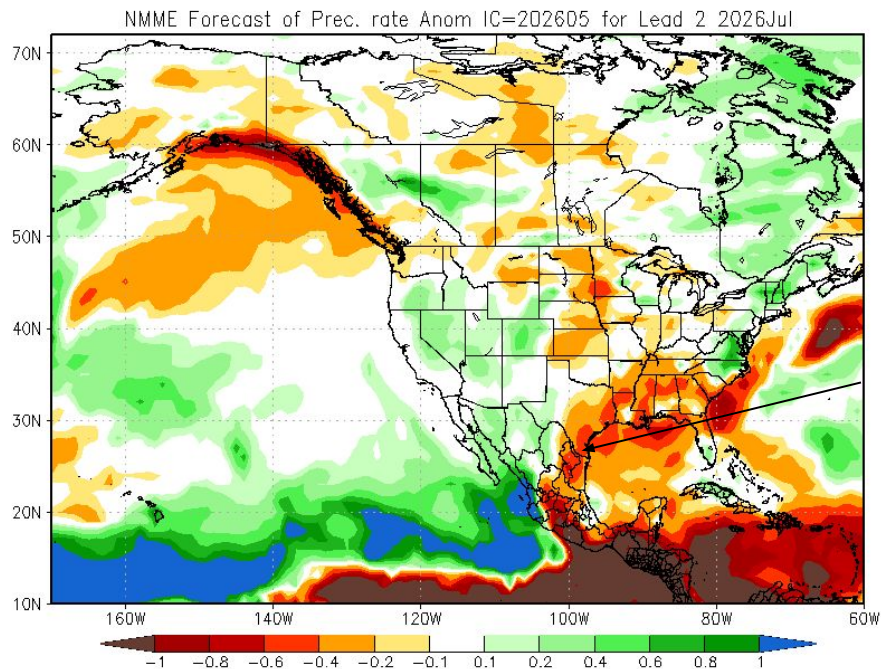 NMME Forecast of Prec. rate Anom IC=202605 for Lead 2 2026Jul
70N
60N
50N
40N
30N
20N
10N
160W 140W 120W 100W 80W 60W
-1 -0.8 -0.6 -0.4 -0.2 -0.1 0.1 0.2 0.4 0.6 0.8 1